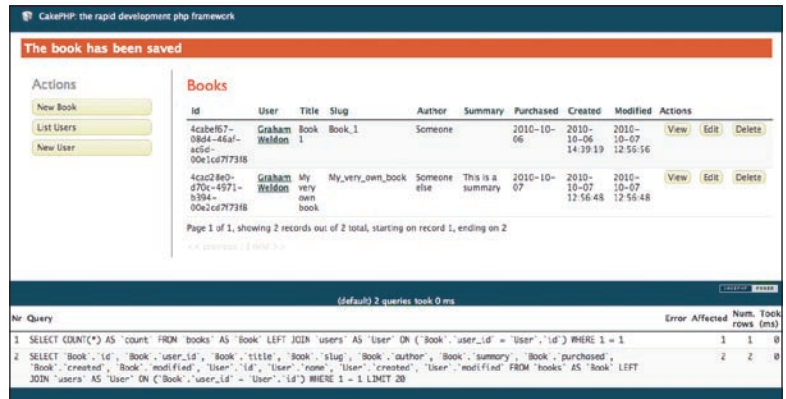 CakePHP: the rapid development php framework
The book has been saved
Actions
New Book
List Users
New User
Books
Id User Title Slug Author Summary Purchased Created Modified Actions
4cabef67- Graham Book Book_1 Someone 2010-10- 2010- 2010- View Edit Delete
08d4-46af- Weldon 1 06 10-06 10-07
ac6d- 14:39:19 12:56:56
00e1cd7f73f8
4cad28e0- Graham My My_very_own_book Someone This is a 2010-10- 2010- 2010- View Edit Delete
d70c-4971- Weldon very else summary 07 10-07 10-07
b394- own 12:56:48 12:56:48
00e2cd7f73f8 book
Page 1 of 1, showing 2 records out of 2 total, starting on record 1, ending on 2
<< previous | next >>
CAKEPHP POWER
(default) 2 queries took 0 ms
Nr Query Error Affected Num. rows Took (ms)
1 SELECT COUNT(*) AS `count` FROM `books` AS `Book` LEFT JOIN `users` AS `User` ON (`Book`.`user_id` = `User`.`id`) WHERE 1 = 1 1 1 0
2 SELECT `Book`.`id`, `Book`.`user_id`, `Book`.`title`, `Book`.`slug`, `Book`.`author`, `Book`.`summary`, `Book`.`purchased`, 2 2 0
`Book`.`created`, `Book`.`modified`, `User`.`id`, `User`.`name`, `User`.`created`, `User`.`modified` FROM `books` AS `Book` LEFT
JOIN `users` AS `User` ON (`Book`.`user_id` = `User`.`id`) WHERE 1 = 1 LIMIT 20